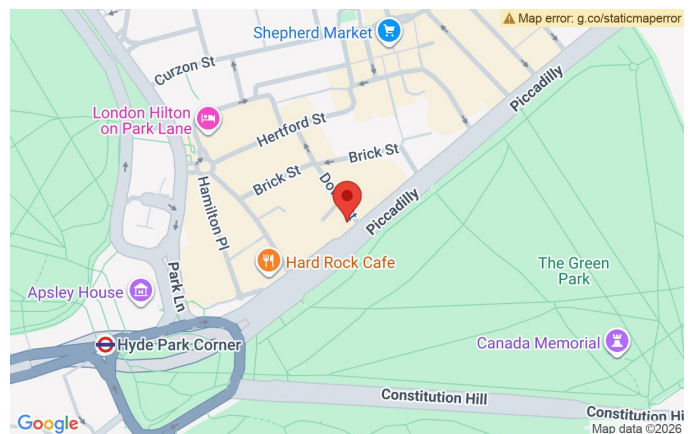 ⚠ Map error: g.co/staticmaperror
Shepherd Market
Curzon St
Piccadilly
London Hilton
on Park Lane
Hertford St
Brick St
Brick St
Hamilton Pl
Piccadilly
Hard Rock Cafe
The Green
Park
Apsley House
Park Ln
Hyde Park Corner
Canada Memorial
Constitution Hill
Constitution Hi
Google
Map data ©2026